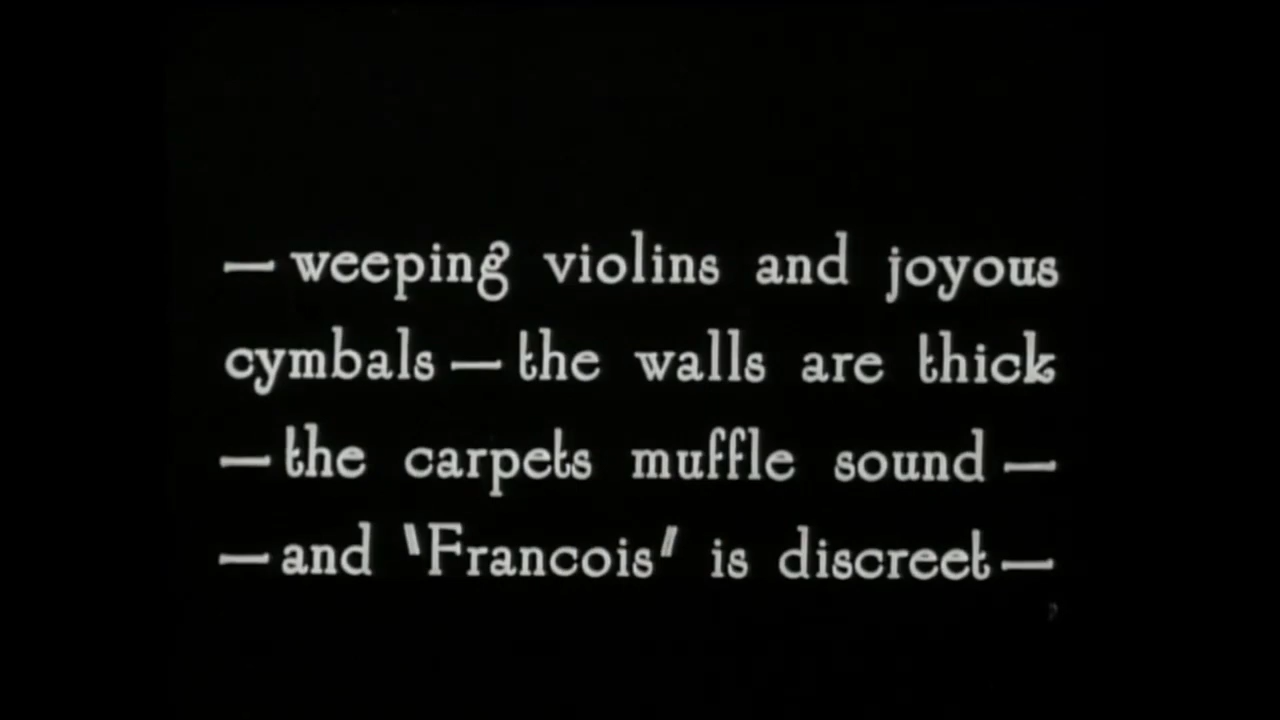 — weeping violins and joyous
cymbals — the walls are thick
— the carpets muffle sound —
— and "Francois" is discreet —